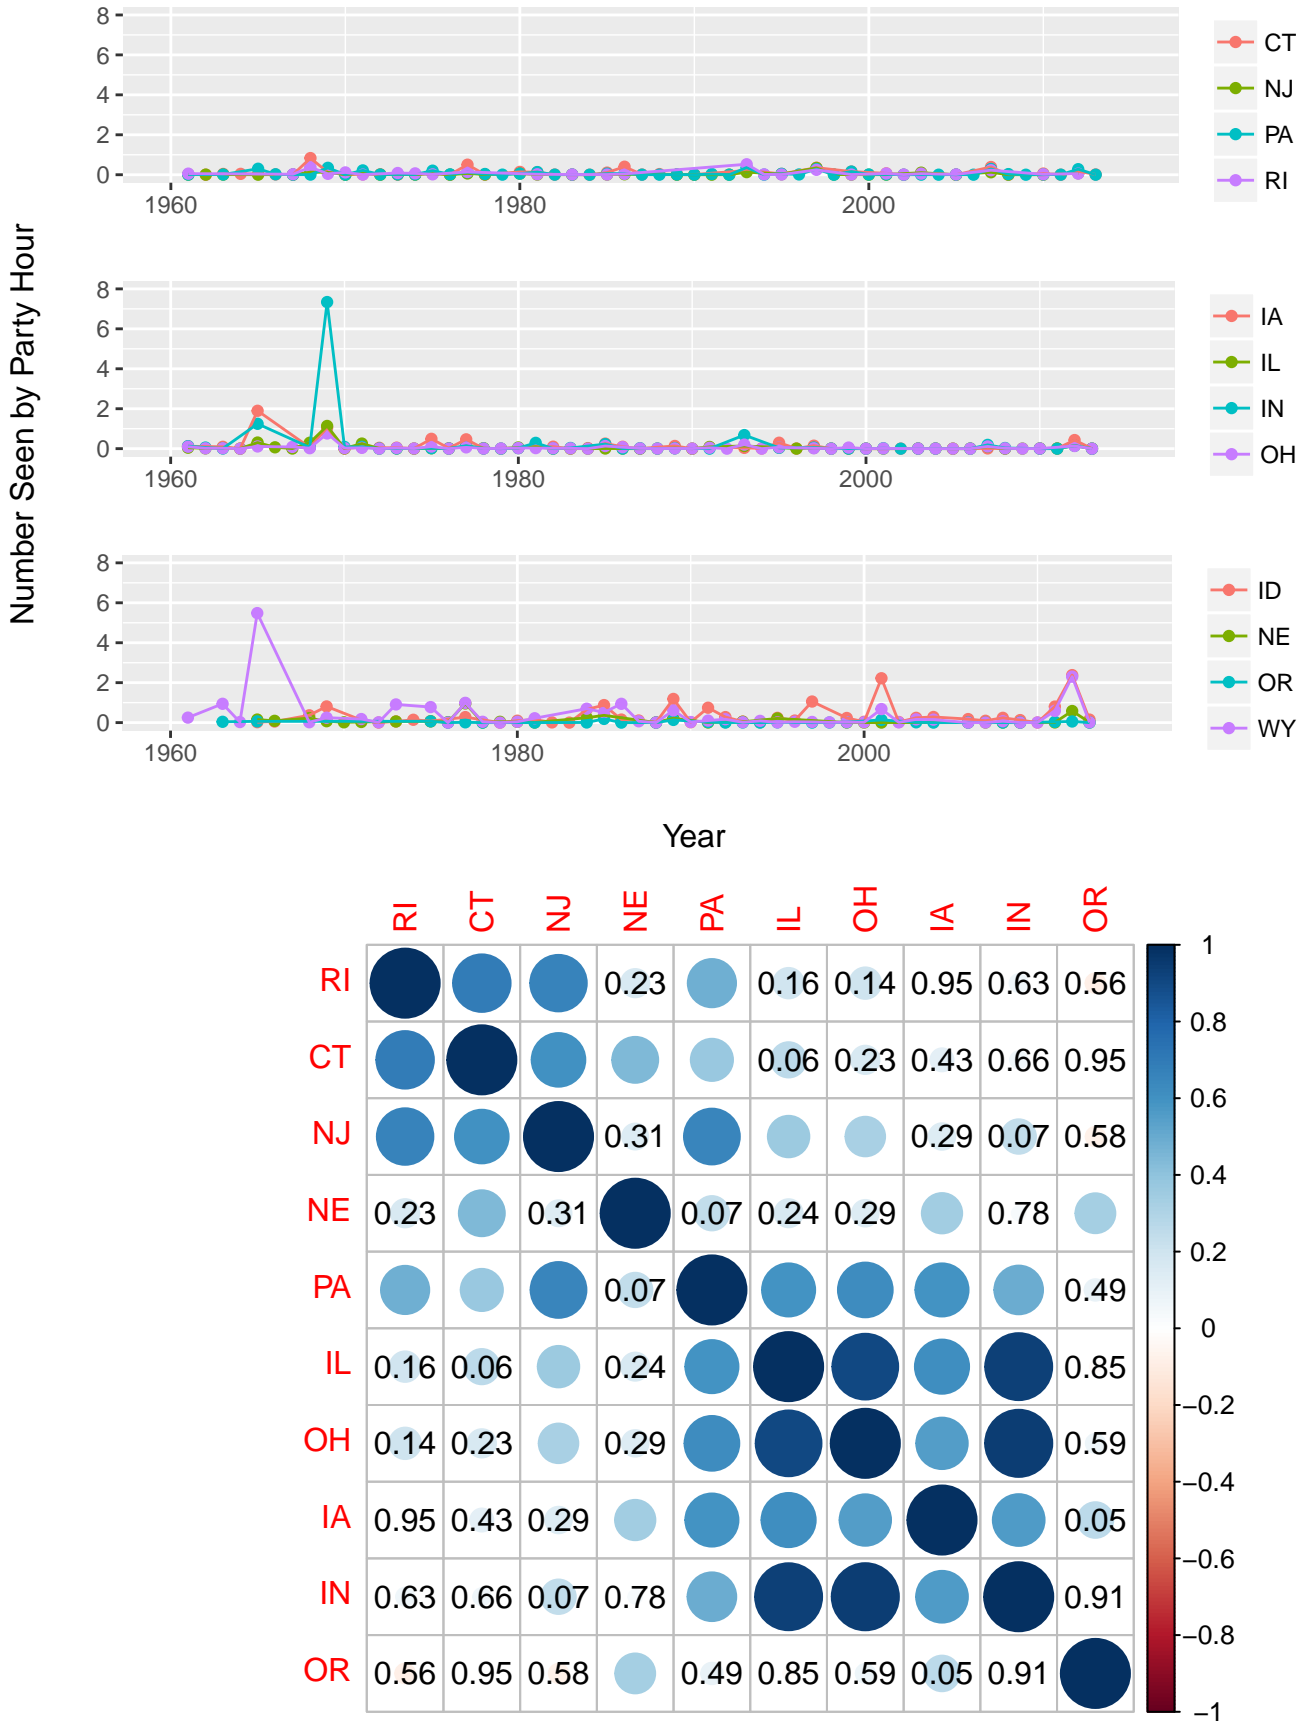 8
6
4
2
0
1960 1980 2000
CT
NJ
PA
RI
Number Seen by Party Hour
8
6
4
2
0
1960 1980 2000
IA
IL
IN
OH
8
6
4
2
0
1960 1980 2000
ID
NE
OR
WY
Year
RI CT NJ NE PA IL OH IA IN OR
RI 0.23 0.16 0.14 0.95 0.63 0.56
CT 0.06 0.23 0.43 0.66 0.95
NJ 0.31 0.29 0.07 0.58
NE 0.23 0.31 0.07 0.24 0.29 0.78
PA 0.07 0.49
IL 0.16 0.06 0.24 0.85
OH 0.14 0.23 0.29 0.59
IA 0.95 0.43 0.29 0.05
IN 0.63 0.66 0.07 0.78 0.91
OR 0.56 0.95 0.58 0.49 0.85 0.59 0.05 0.91
1
0.8
0.6
0.4
0.2
0
−0.2
−0.4
−0.6
−0.8
−1